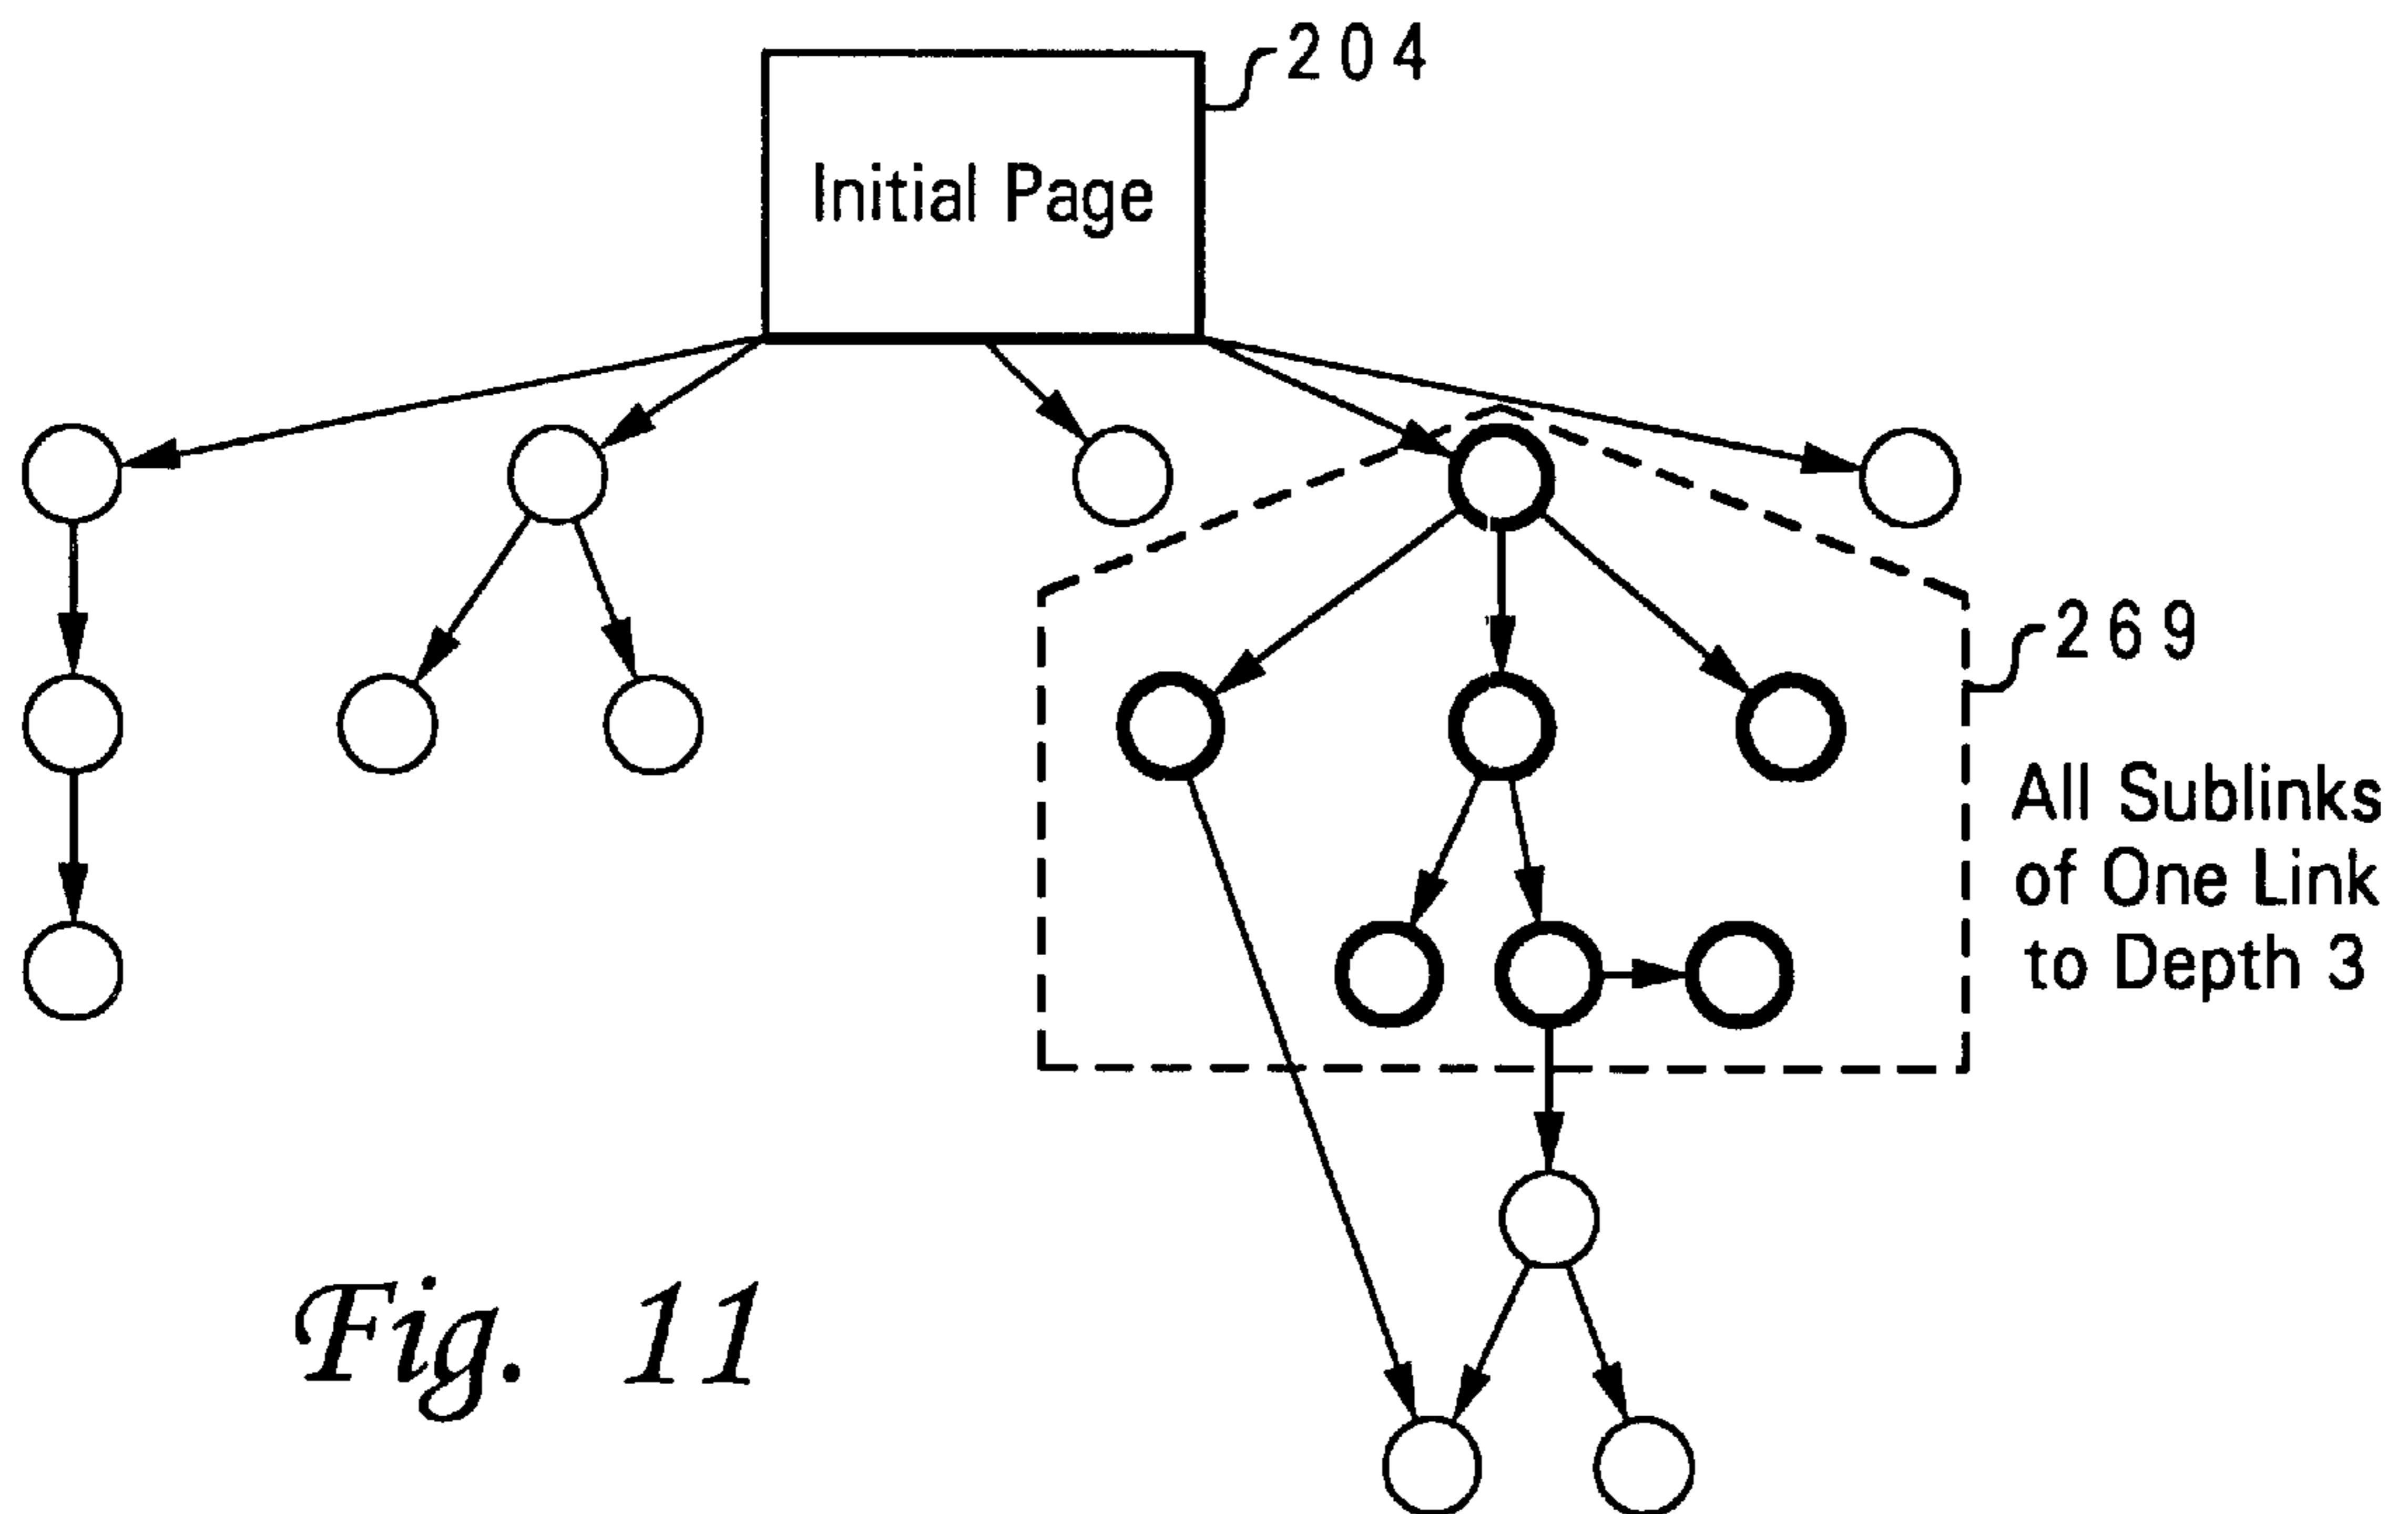 204
Initial Page
269
All Sublinks
of One Link
to Depth 3
Fig. 11